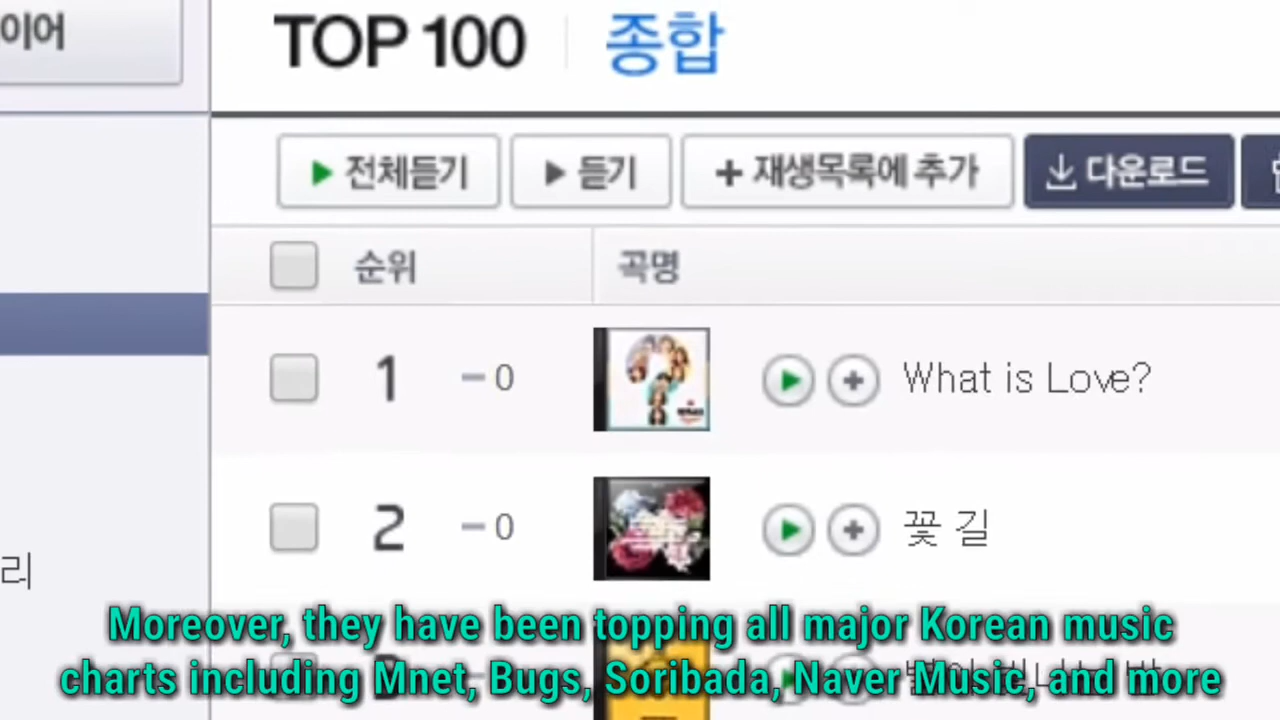 이어
TOP 100 종합
전체듣기 듣기 재생목록에 추가 다운로드
순위 곡명
1 0 What is Love?
2 0 꽃 길
리
3
Moreover, they have been topping all major Korean music
charts including Mnet, Bugs, Soribada, Naver Music, and more